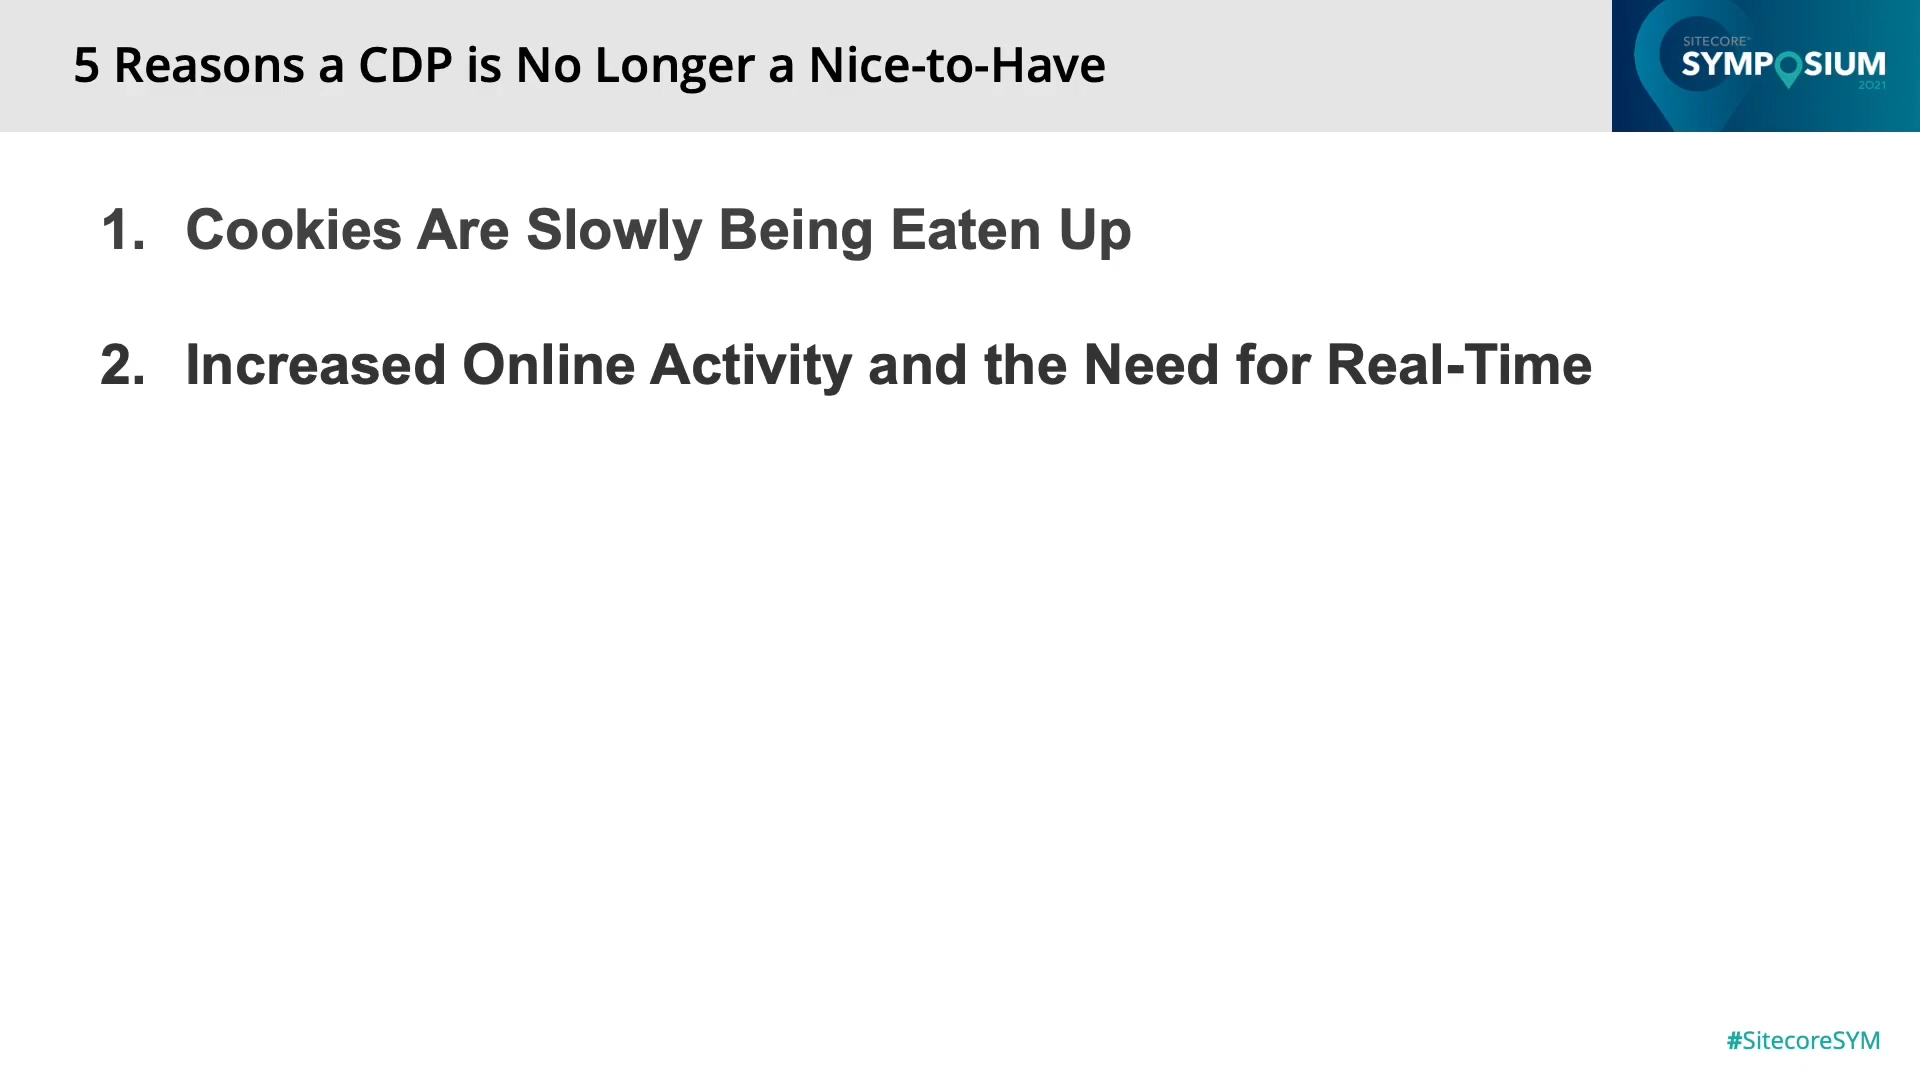 5 Reasons a CDP is No Longer a Nice-to-Have
SITECORE™
SYMPOSIUM
2021
1. Cookies Are Slowly Being Eaten Up
2. Increased Online Activity and the Need for Real-Time
#SitecoreSYM